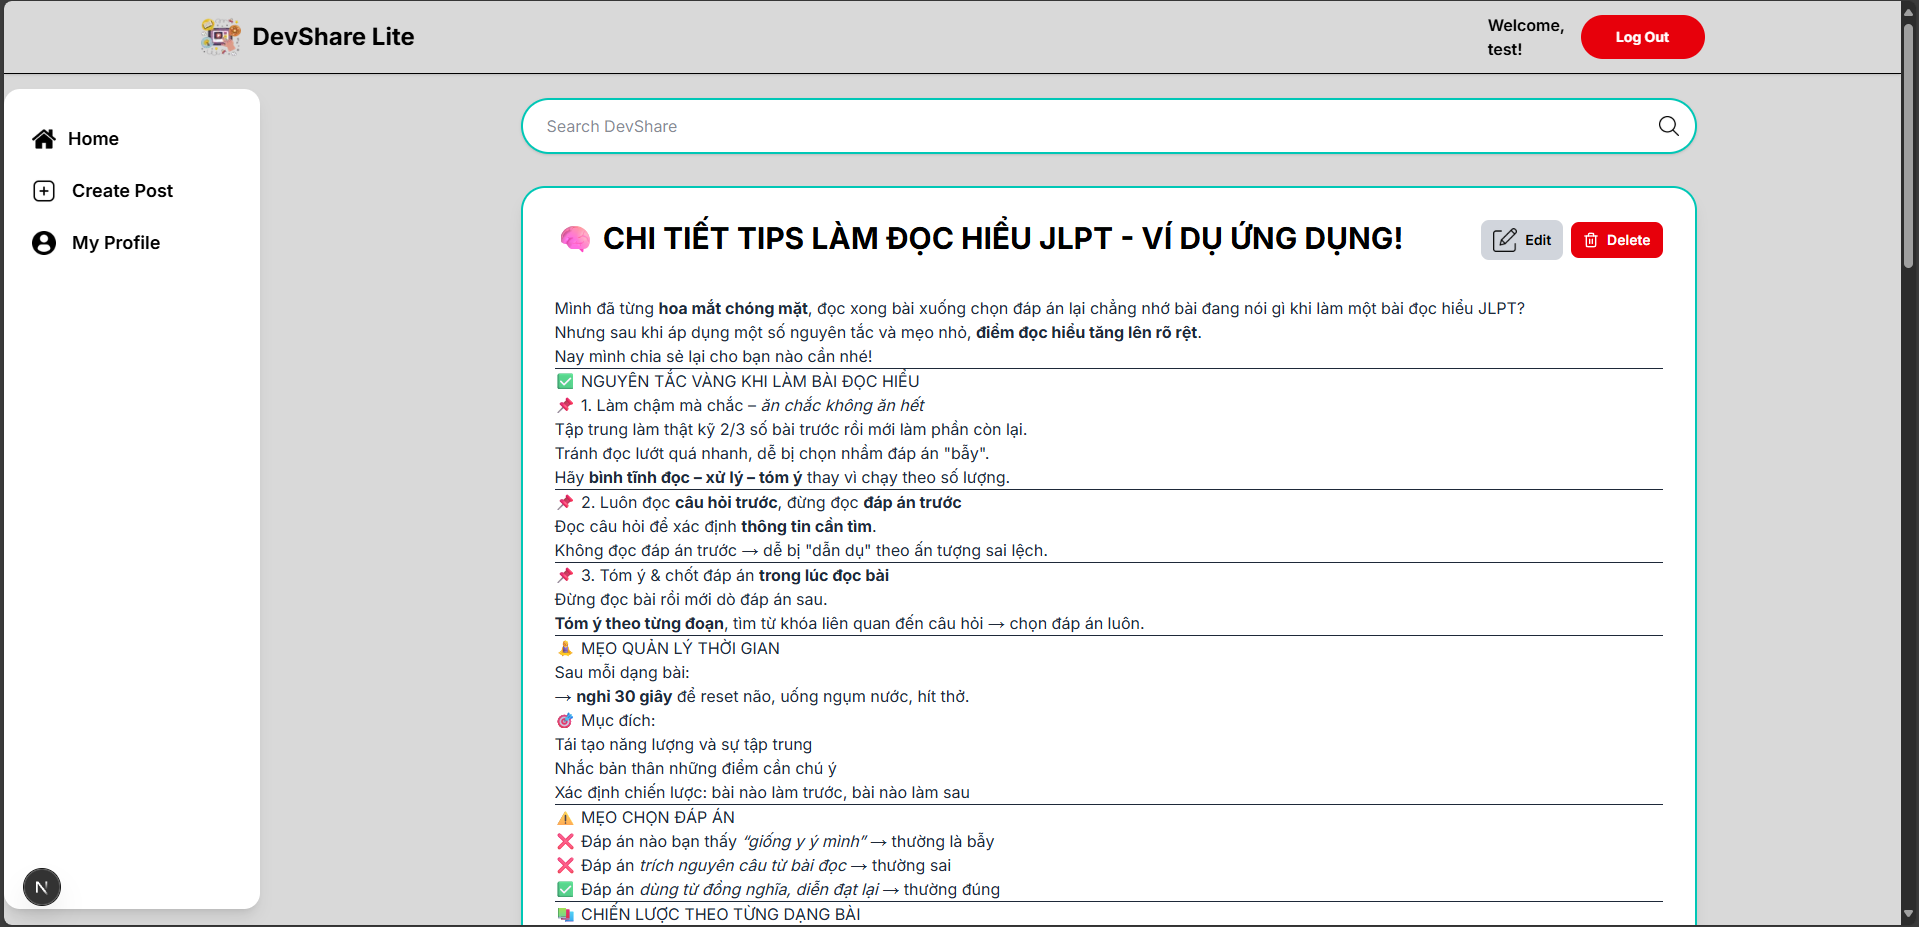 DevShare Lite
Welcome,
test!
Log Out
Home
Create Post
My Profile
Search DevShare
🧠 CHI TIẾT TIPS LÀM ĐỌC HIỂU JLPT - VÍ DỤ ỨNG DỤNG!
Edit
Delete
Mình đã từng hoa mắt chóng mặt, đọc xong bài xuống chọn đáp án lại chẳng nhớ bài đang nói gì khi làm một bài đọc hiểu JLPT?
Nhưng sau khi áp dụng một số nguyên tắc và mẹo nhỏ, điểm đọc hiểu tăng lên rõ rệt.
Nay mình chia sẻ lại cho bạn nào cần nhé!
✅ NGUYÊN TẮC VÀNG KHI LÀM BÀI ĐỌC HIỂU
📌 1. Làm chậm mà chắc – ăn chắc không ăn hết
Tập trung làm thật kỹ 2/3 số bài trước rồi mới làm phần còn lại.
Tránh đọc lướt quá nhanh, dễ bị chọn nhầm đáp án "bẫy".
Hãy bình tĩnh đọc – xử lý – tóm ý thay vì chạy theo số lượng.
📌 2. Luôn đọc câu hỏi trước, đừng đọc đáp án trước
Đọc câu hỏi để xác định thông tin cần tìm.
Không đọc đáp án trước → dễ bị "dẫn dụ" theo ấn tượng sai lệch.
📌 3. Tóm ý & chốt đáp án trong lúc đọc bài
Đừng đọc bài rồi mới dò đáp án sau.
Tóm ý theo từng đoạn, tìm từ khóa liên quan đến câu hỏi → chọn đáp án luôn.
🧘 MẸO QUẢN LÝ THỜI GIAN
Sau mỗi dạng bài:
→ nghỉ 30 giây để reset não, uống ngụm nước, hít thở.
🎯 Mục đích:
Tái tạo năng lượng và sự tập trung
Nhắc bản thân những điểm cần chú ý
Xác định chiến lược: bài nào làm trước, bài nào làm sau
⚠️ MẸO CHỌN ĐÁP ÁN
❌ Đáp án nào bạn thấy “giống y ý mình” → thường là bẫy
❌ Đáp án trích nguyên câu từ bài đọc → thường sai
✅ Đáp án dùng từ đồng nghĩa, diễn đạt lại → thường đúng
📚 CHIẾN LƯỢC THEO TỪNG DẠNG BÀI
N